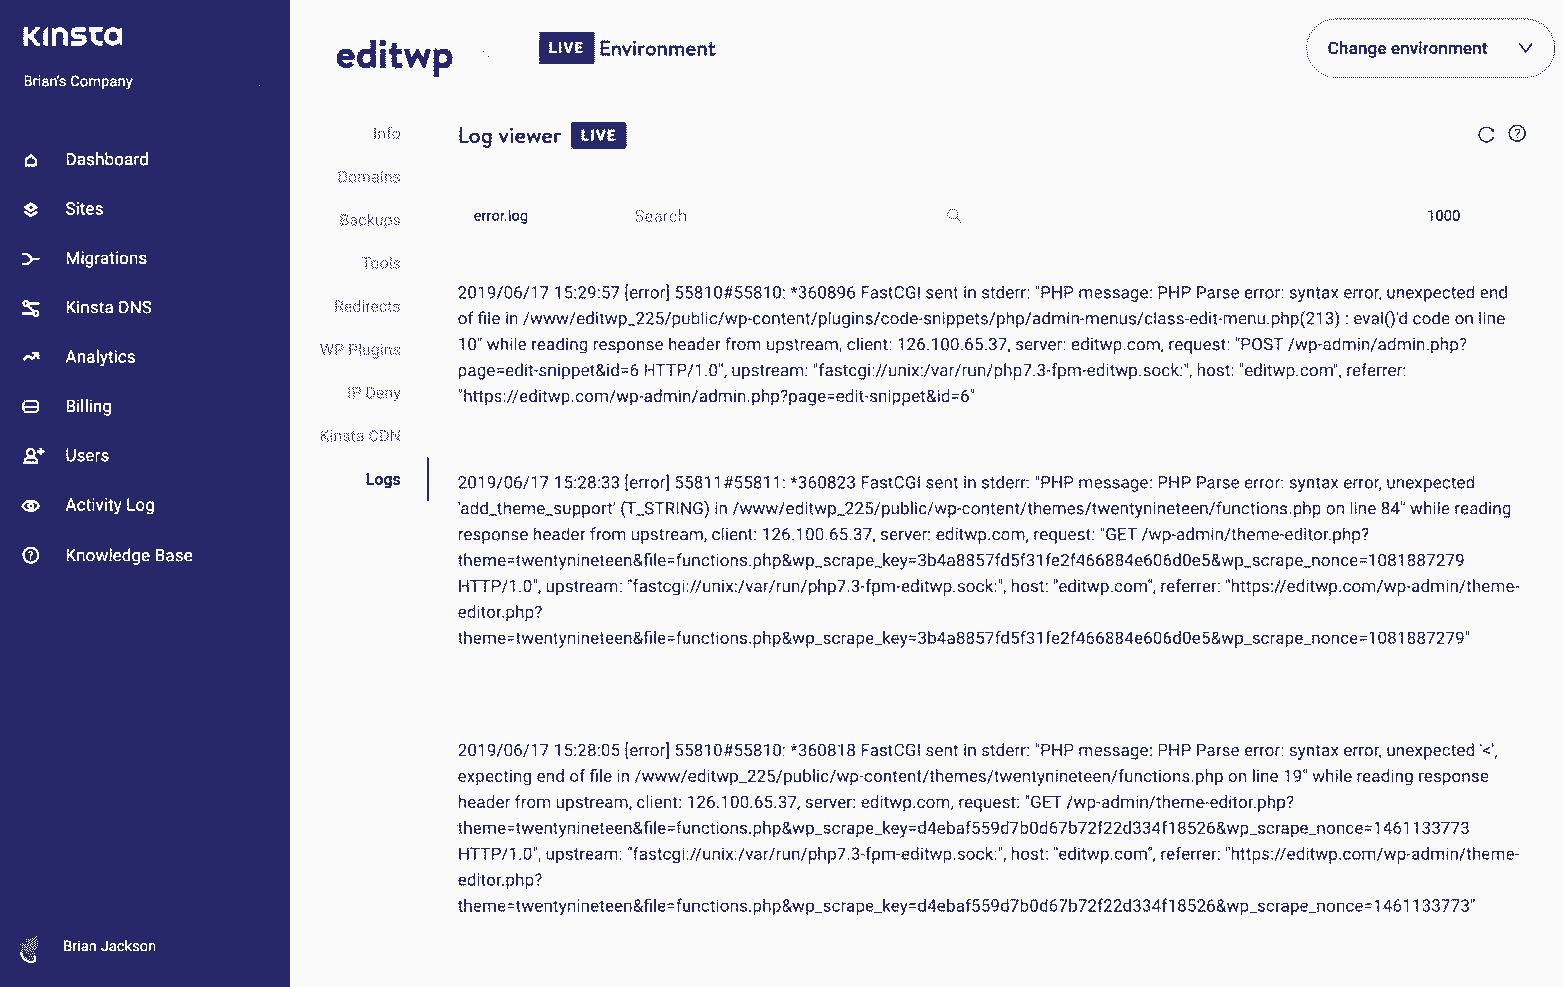 Kinsta
Brian's Company
Dashboard
Sites
Migrations
Kinsta DNS
Analytics
Billing
Users
Activity Log
Knowledge Base
Brian Jackson
editwp
LIVE Environment
Change environment
Info
Domains
Backups
Tools
Redirects
WP Plugins
IP Deny
Kinsta CDN
Logs
Log viewer LIVE
error.log
Search
1000
2019/06/17 15:29:57 [error] 55810#55810: *360896 FastCGI sent in stderr: "PHP message: PHP Parse error: syntax error, unexpected end
of file in /www/editwp_225/public/wp-content/plugins/code-snippets/php/admin-menus/class-edit-menu.php(213) : eval()'d code on line
10" while reading response header from upstream, client: 126.100.65.37, server: editwp.com, request: "POST /wp-admin/admin.php?
page=edit-snippet&id=6 HTTP/1.0", upstream: "fastcgi://unix:/var/run/php7.3-fpm-editwp.sock:", host: "editwp.com", referrer:
"https://editwp.com/wp-admin/admin.php?page=edit-snippet&id=6"
2019/06/17 15:28:33 [error] 55811#55811: *360823 FastCGI sent in stderr: "PHP message: PHP Parse error: syntax error, unexpected
'add_theme_support' (T_STRING) in /www/editwp_225/public/wp-content/themes/twentynineteen/functions.php on line 84" while reading
response header from upstream, client: 126.100.65.37, server: editwp.com, request: "GET /wp-admin/theme-editor.php?
theme=twentynineteen&file=functions.php&wp_scrape_key=3b4a8857fd5f31fe2f466884e606d0e5&wp_scrape_nonce=1081887279
HTTP/1.0", upstream: "fastcgi://unix:/var/run/php7.3-fpm-editwp.sock:", host: "editwp.com", referrer: "https://editwp.com/wp-admin/theme-
editor.php?
theme=twentynineteen&file=functions.php&wp_scrape_key=3b4a8857fd5f31fe2f466884e606d0e5&wp_scrape_nonce=1081887279"
2019/06/17 15:28:05 [error] 55810#55810: *360818 FastCGI sent in stderr: "PHP message: PHP Parse error: syntax error, unexpected '<',
expecting end of file in /www/editwp_225/public/wp-content/themes/twentynineteen/functions.php on line 19" while reading response
header from upstream, client: 126.100.65.37, server: editwp.com, request: "GET /wp-admin/theme-editor.php?
theme=twentynineteen&file=functions.php&wp_scrape_key=d4ebaf559d7b0d67b72f22d334f18526&wp_scrape_nonce=1461133773
HTTP/1.0", upstream: "fastcgi://unix:/var/run/php7.3-fpm-editwp.sock:", host: "editwp.com", referrer: "https://editwp.com/wp-admin/theme-
editor.php?
theme=twentynineteen&file=functions.php&wp_scrape_key=d4ebaf559d7b0d67b72f22d334f18526&wp_scrape_nonce=1461133773"